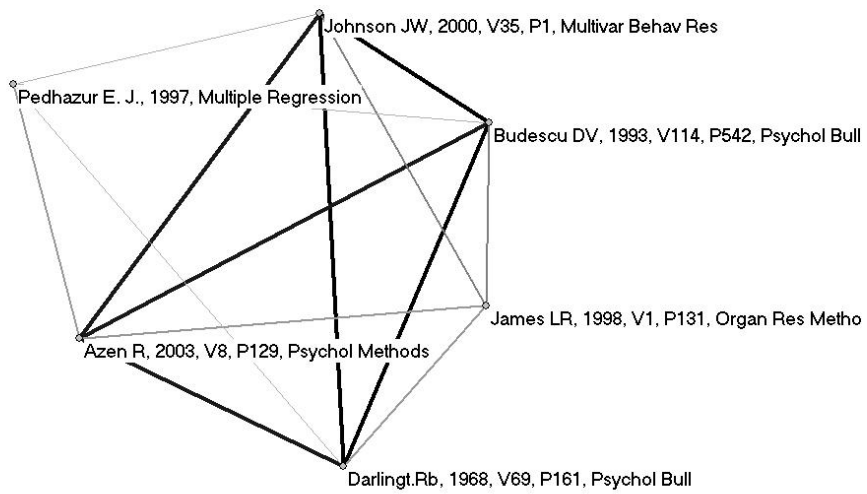 Johnson JW, 2000, V35, P1, Multivar Behav Res
Pedhazur E. J., 1997, Multiple Regression
Budescu DV, 1993, V114, P542, Psychol Bull
James LR, 1998, V1, P131, Organ Res Metho
Azen R, 2003, V8, P129, Psychol Methods
Darlingt.Rb, 1968, V69, P161, Psychol Bull